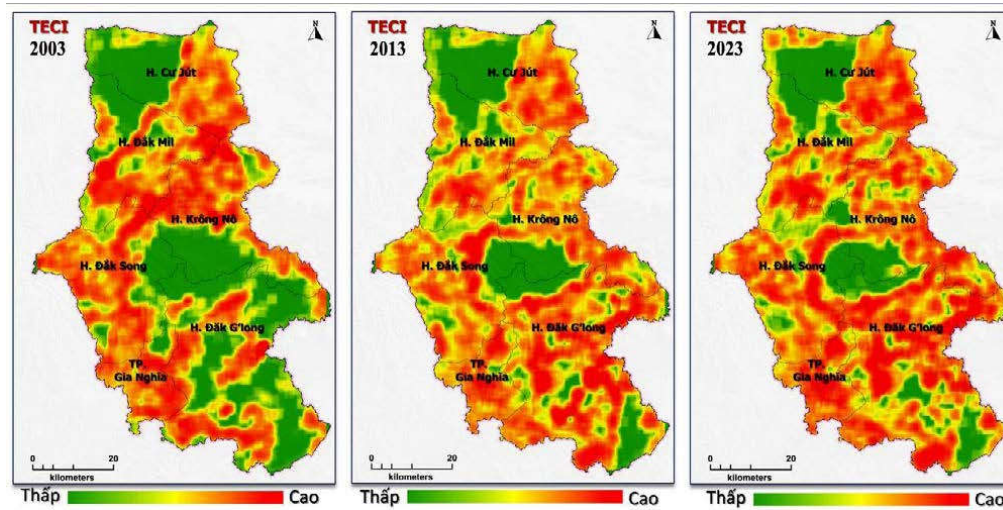 TECI
2003
N
H. Cư Jút
H. Đắk Mil
H. Krông Nô
H. Đắk Song
H. Đăk G'long
TP.
Gia Nghĩa
0 20
kilometers
Thấp Cao
TECI
2013
N
H. Cư Jút
H. Đắk Mil
H. Krông Nô
H. Đắk Song
H. Đăk G'long
TP.
Gia Nghĩa
0 20
kilometers
Thấp Cao
TECI
2023
N
H. Cư Jút
H. Đắk Mil
H. Krông Nô
H. Đắk Song
H. Đăk G'long
TP.
Gia Nghĩa
0 20
kilometers
Thấp Cao